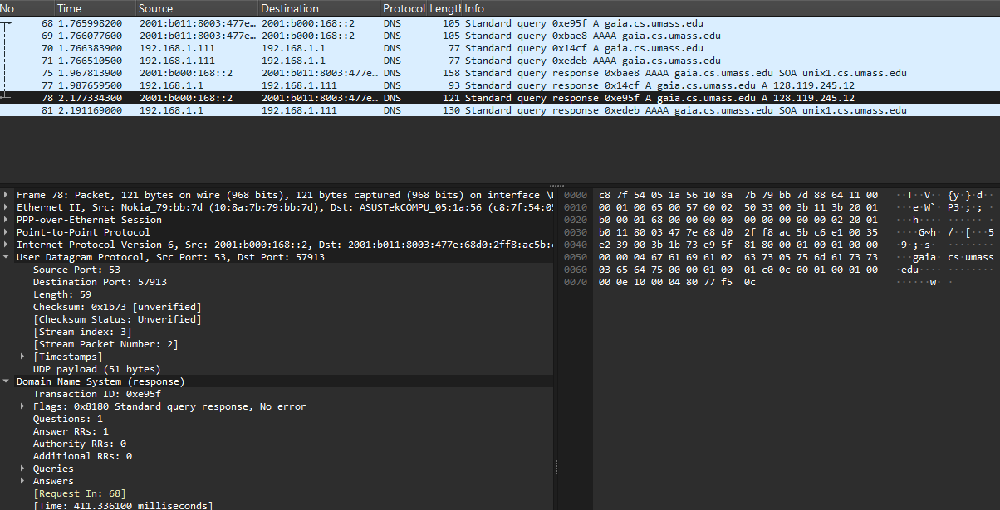 No. Time Source Destination Protocol Lengtl Info
68 1.765998200 2001:b011:8003:477e… 2001:b000:168::2 DNS 105 Standard query 0xe95f A gaia.cs.umass.edu
69 1.766077600 2001:b011:8003:477e… 2001:b000:168::2 DNS 105 Standard query 0xbae8 AAAA gaia.cs.umass.edu
70 1.766383900 192.168.1.111 192.168.1.1 DNS 77 Standard query 0x14cf A gaia.cs.umass.edu
71 1.766510500 192.168.1.111 192.168.1.1 DNS 77 Standard query 0xedeb AAAA gaia.cs.umass.edu
75 1.967813900 2001:b000:168::2 2001:b011:8003:477e… DNS 158 Standard query response 0xbae8 AAAA gaia.cs.umass.edu SOA unix1.cs.umass.edu
77 1.987659500 192.168.1.1 192.168.1.111 DNS 93 Standard query response 0x14cf A gaia.cs.umass.edu A 128.119.245.12
78 2.177334300 2001:b000:168::2 2001:b011:8003:477e… DNS 121 Standard query response 0xe95f A gaia.cs.umass.edu A 128.119.245.12
81 2.191169000 192.168.1.1 192.168.1.111 DNS 130 Standard query response 0xedeb AAAA gaia.cs.umass.edu SOA unix1.cs.umass.edu
Frame 78: Packet, 121 bytes on wire (968 bits), 121 bytes captured (968 bits) on interface \
Ethernet II, Src: Nokia_79:bb:7d (10:8a:7b:79:bb:7d), Dst: ASUSTekCOMPU_05:1a:56 (c8:7f:54:05
PPP-over-Ethernet Session
Point-to-Point Protocol
Internet Protocol Version 6, Src: 2001:b000:168::2, Dst: 2001:b011:8003:477e:68d0:2ff8:ac5b:
User Datagram Protocol, Src Port: 53, Dst Port: 57913
Source Port: 53
Destination Port: 57913
Length: 59
Checksum: 0x1b73 [unverified]
[Checksum Status: Unverified]
[Stream index: 3]
[Stream Packet Number: 2]
[Timestamps]
UDP payload (51 bytes)
Domain Name System (response)
Transaction ID: 0xe95f
Flags: 0x8180 Standard query response, No error
Questions: 1
Answer RRs: 1
Authority RRs: 0
Additional RRs: 0
Queries
Answers
[Request In: 68]
[Time: 411.336100 milliseconds]
0000 c8 7f 54 05 1a 56 10 8a 7b 79 bb 7d 88 64 11 00 ··T··V·· {y·}·d··
0010 00 01 00 65 00 57 60 02 50 33 00 3b 11 3b 20 01 ···e·W`· P3·;·; ·
0020 b0 00 01 68 00 00 00 00 00 00 00 00 00 02 20 01 ···h···· ······ ·
0030 b0 11 80 03 47 7e 68 d0 2f f8 ac 5b c6 e1 00 35 ····G~h· /··[···5
0040 e2 39 00 3b 1b 73 e9 5f 81 80 00 01 00 01 00 00 ·9·;·s·_ ········
0050 00 00 04 67 61 69 61 02 63 73 05 75 6d 61 73 73 ···gaia· cs·umass
0060 03 65 64 75 00 00 01 00 01 c0 0c 00 01 00 01 00 ·edu···· ········
0070 00 0e 10 00 04 80 77 f5 0c ······w· ·